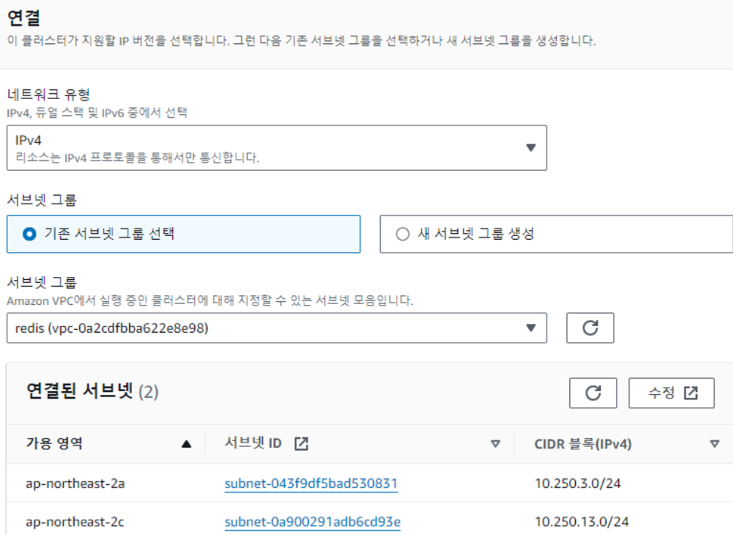 연결
이 클러스터가 지원할 IP 버전을 선택합니다. 그런 다음 기존 서브넷 그룹을 선택하거나 새 서브넷 그룹을 생성합니다.
네트워크 유형
IPv4, 듀얼 스택 및 IPv6 중에서 선택
IPv4
리소스는 IPv4 프로토콜을 통해서만 통신합니다.
서브넷 그룹
기존 서브넷 그룹 선택
새 서브넷 그룹 생성
서브넷 그룹
Amazon VPC에서 실행 중인 클러스터에 대해 지정할 수 있는 서브넷 모음입니다.
redis (vpc-0a2cdfbba622e8e98)
연결된 서브넷 (2)
수정
가용 영역 서브넷 ID CIDR 블록(IPv4)
ap-northeast-2a subnet-043f9df5bad530831 10.250.3.0/24
ap-northeast-2c subnet-0a900291adb6cd93e 10.250.13.0/24